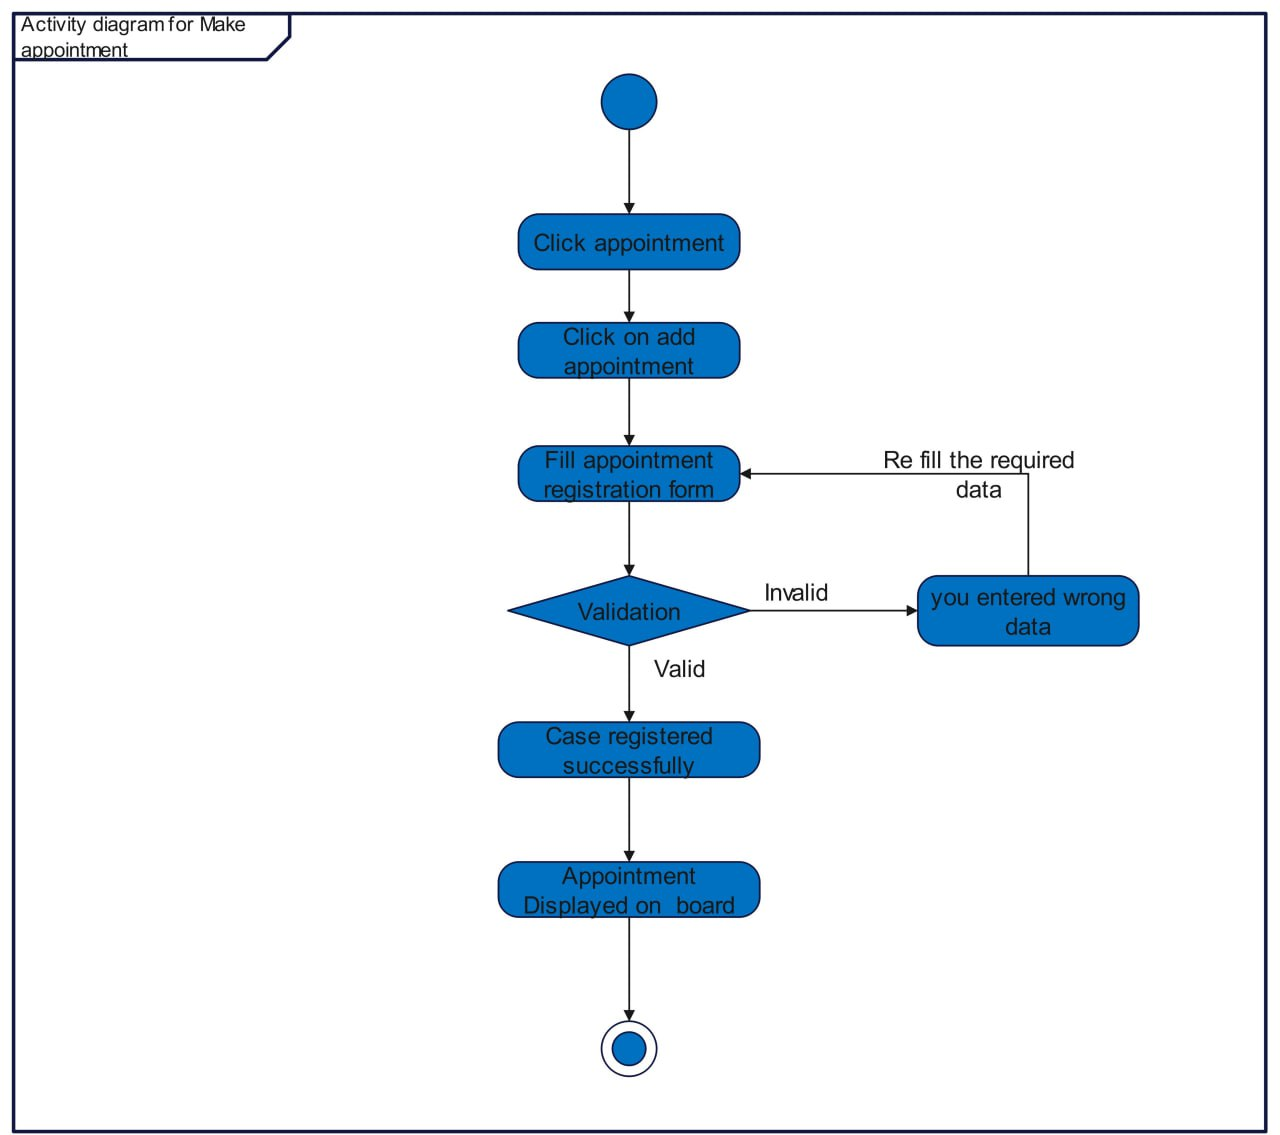 Activity diagram for Make
appointment
Click appointment
Click on add
appointment
Fill appointment
registration form
Re fill the required
data
Validation
Invalid
you entered wrong
data
Valid
Case registered
successfully
Appointment
Displayed on  board